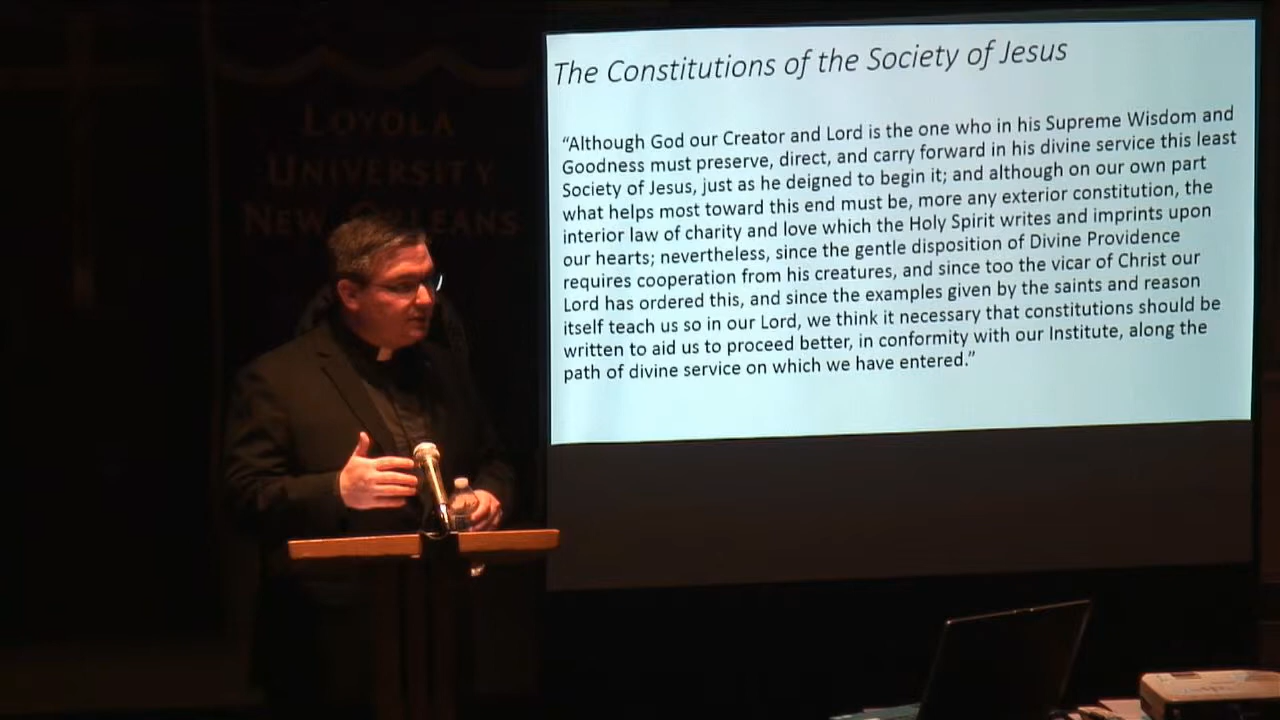 LOYOLA
UNIVERSITY
NEW ORLEANS
The Constitutions of the Society of Jesus
“Although God our Creator and Lord is the one who in his Supreme Wisdom and
Goodness must preserve, direct, and carry forward in his divine service this least
Society of Jesus, just as he deigned to begin it; and although on our own part
what helps most toward this end must be, more any exterior constitution, the
interior law of charity and love which the Holy Spirit writes and imprints upon
our hearts; nevertheless, since the gentle disposition of Divine Providence
requires cooperation from his creatures, and since too the vicar of Christ our
Lord has ordered this, and since the examples given by the saints and reason
itself teach us so in our Lord, we think it necessary that constitutions should be
written to aid us to proceed better, in conformity with our Institute, along the
path of divine service on which we have entered.”